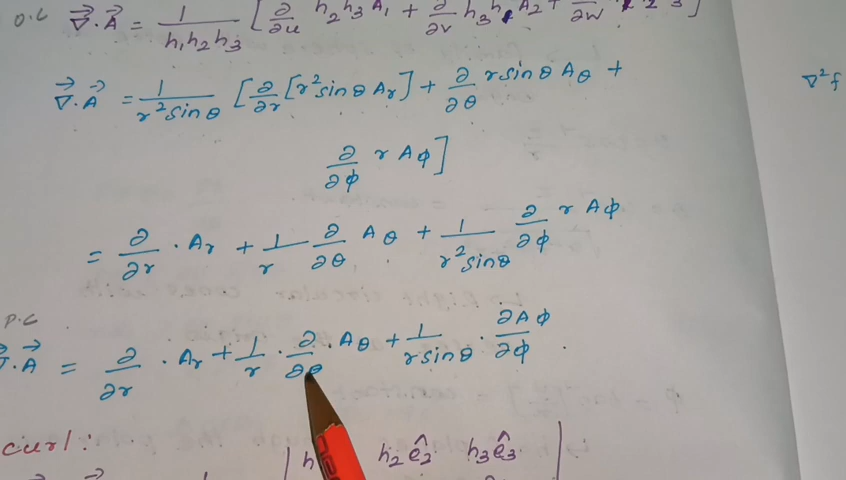 O.C ∇⃗·A⃗ = 1/(h₁h₂h₃) [∂/∂u h₂h₃A₁ + ∂/∂v h₃h₁A₂ + /∂w
∇⃗·A⃗ = 1/(r² sinθ) [∂/∂r [r² sinθ Ar] + ∂/∂θ r sinθ Aθ +
∇²f
∂/∂ϕ r Aϕ]
= ∂/∂r · Ar + 1/r ∂/∂θ Aθ + 1/(r² sinθ) ∂/∂ϕ r Aϕ
P.C
∇⃗·A⃗ = ∂/∂r · Ar + 1/r · ∂/∂θ · Aθ + 1/(r sinθ) · ∂Aϕ/∂ϕ .
curl: | h h₂ê₂ h₃ê₃ |